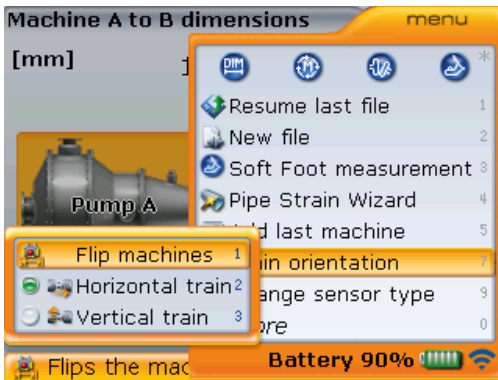 Machine A to B dimensions
menu
[mm]
1
DIM
*
Resume last file 1
New file 2
Soft Foot measurement 3
Pipe Strain Wizard 4
Pump A
last machine 5
Flip machines 1
orientation 7
Horizontal train 2
sensor type 9
Vertical train 3
0
Flips the
Battery 90%